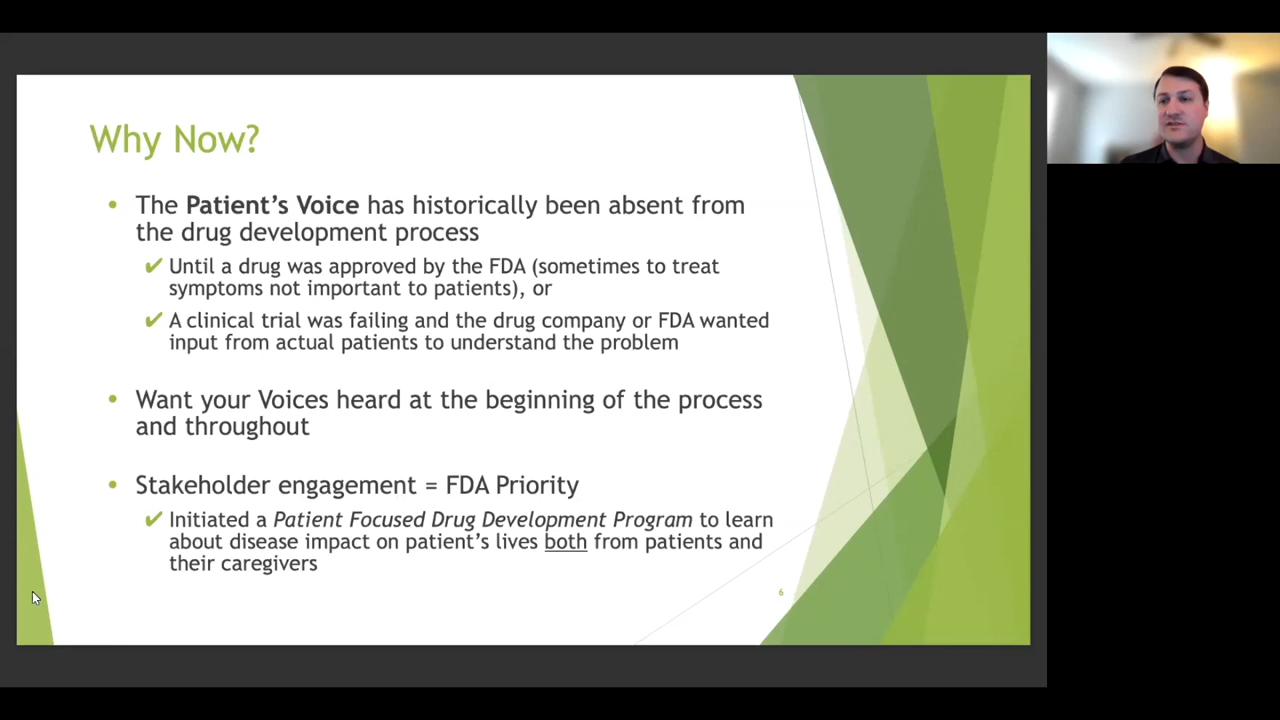 Why Now?
• The Patient's Voice has historically been absent from
the drug development process
✔ Until a drug was approved by the FDA (sometimes to treat
symptoms not important to patients), or
✔ A clinical trial was failing and the drug company or FDA wanted
input from actual patients to understand the problem
• Want your Voices heard at the beginning of the process
and throughout
• Stakeholder engagement = FDA Priority
✔ Initiated a Patient Focused Drug Development Program to learn
about disease impact on patient's lives both from patients and
their caregivers
6